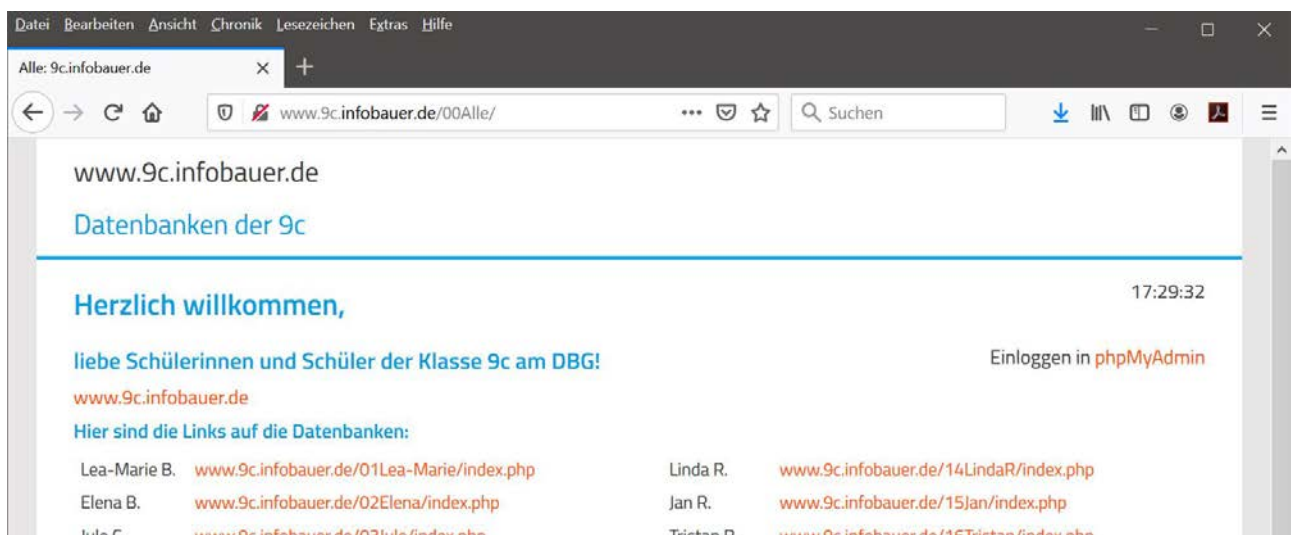 Datei Bearbeiten Ansicht Chronik Lesezeichen Extras Hilfe
Alle: 9c.infobauer.de
www.9c.infobauer.de/00Alle/
Suchen
www.9c.infobauer.de
Datenbanken der 9c
17:29:32
Herzlich willkommen,
liebe Schülerinnen und Schüler der Klasse 9c am DBG!
Einloggen in phpMyAdmin
www.9c.infobauer.de
Hier sind die Links auf die Datenbanken:
Lea-Marie B. www.9c.infobauer.de/01Lea-Marie/index.php Linda R. www.9c.infobauer.de/14LindaR/index.php
Elena B. www.9c.infobauer.de/02Elena/index.php Jan R. www.9c.infobauer.de/15Jan/index.php